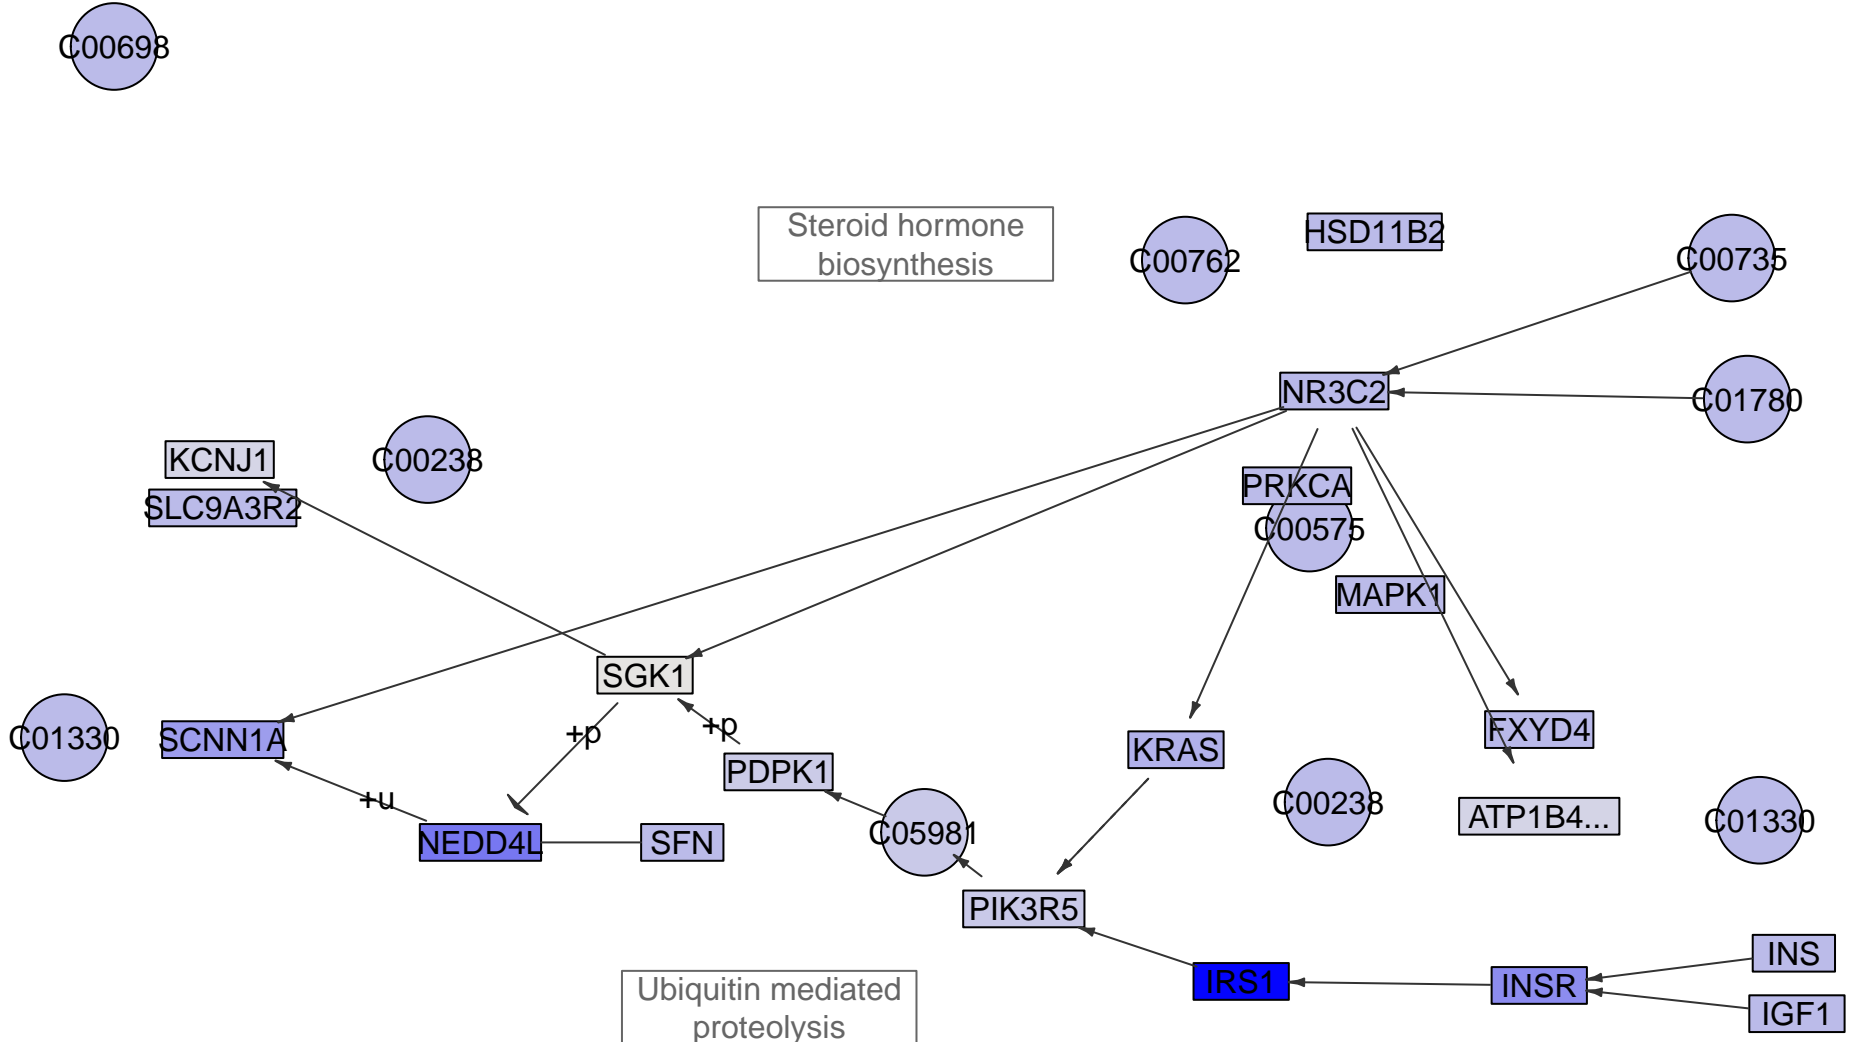 C00698
Steroid hormone
biosynthesis
C00762
HSD11B2
C00735
NR3C2
C01780
KCNJ1
C00238
SLC9A3R2
PRKCA
C00575
MAPK1
SGK1
C01330
SCNN1A
+p
+p
PDPK1
KRAS
FXYD4
+u
C00238
ATP1B4...
C01330
NEDD4L
SFN
C05981
PIK3R5
IRS1
INSR
INS
IGF1
Ubiquitin mediated
proteolysis